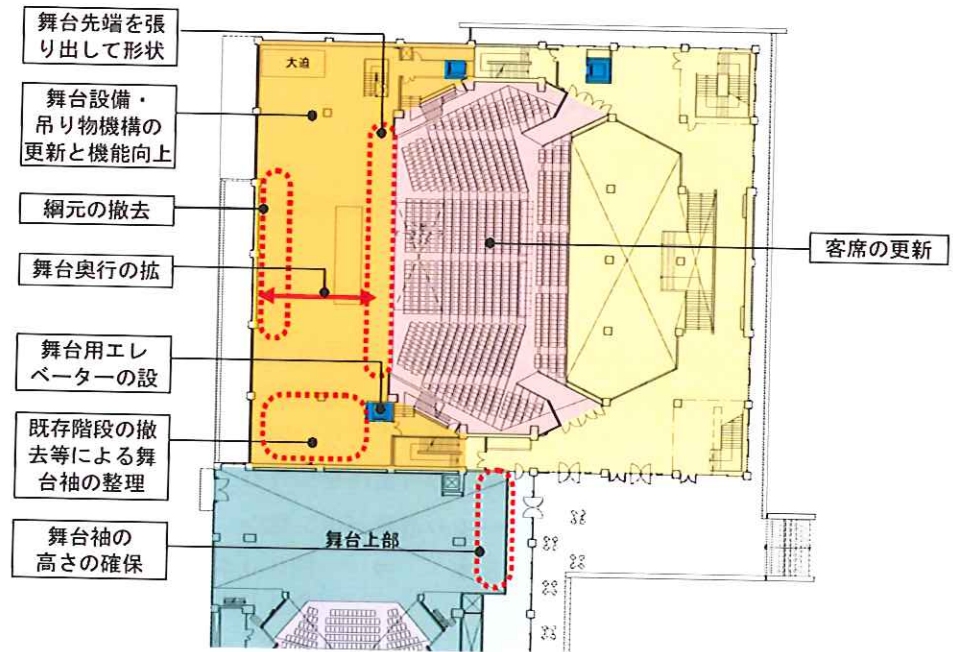 舞台先端を張
り出して形状
大迫
舞台設備・
吊り物機構の
更新と機能向上
綱元の撤去
客席の更新
舞台奥行の拡
舞台用エレ
ベーターの設
既存階段の撤
去等による舞
台袖の整理
舞台上部
舞台袖の
高さの確保